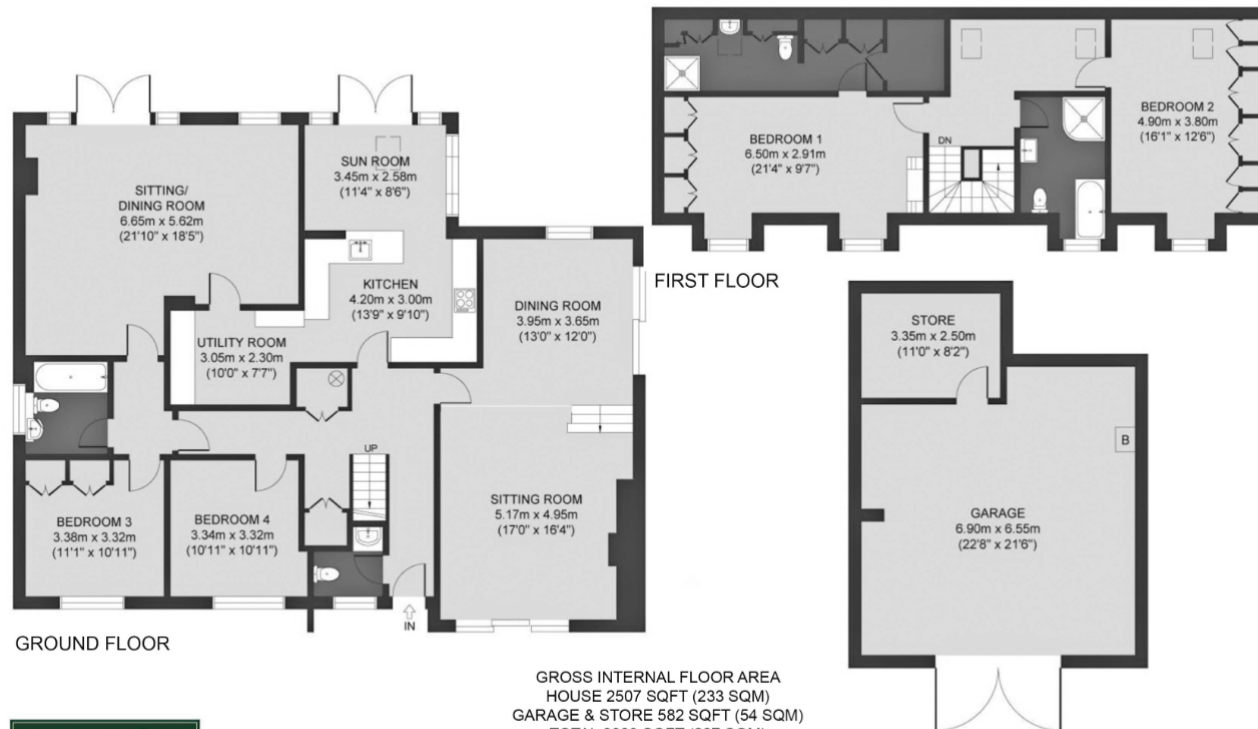 SITTING/
DINING ROOM
6.65m x 5.62m
(21'10" x 18'5")
SUN ROOM
3.45m x 2.58m
(11'4" x 8'6")
KITCHEN
4.20m x 3.00m
(13'9" x 9'10")
UTILITY ROOM
3.05m x 2.30m
(10'0" x 7'7")
DINING ROOM
3.95m x 3.65m
(13'0" x 12'0")
UP
SITTING ROOM
5.17m x 4.95m
(17'0" x 16'4")
BEDROOM 3
3.38m x 3.32m
(11'1" x 10'11")
BEDROOM 4
3.34m x 3.32m
(10'11" x 10'11")
IN
GROUND FLOOR
BEDROOM 1
6.50m x 2.91m
(21'4" x 9'7")
DN
BEDROOM 2
4.90m x 3.80m
(16'1" x 12'6")
FIRST FLOOR
STORE
3.35m x 2.50m
(11'0" x 8'2")
B
GARAGE
6.90m x 6.55m
(22'8" x 21'6")
GROSS INTERNAL FLOOR AREA
HOUSE 2507 SQFT (233 SQM)
GARAGE & STORE 582 SQFT (54 SQM)